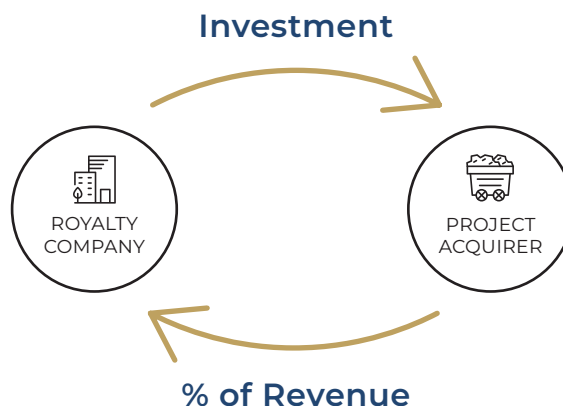 Investment
ROYALTY
COMPANY
PROJECT
ACQUIRER
% of Revenue